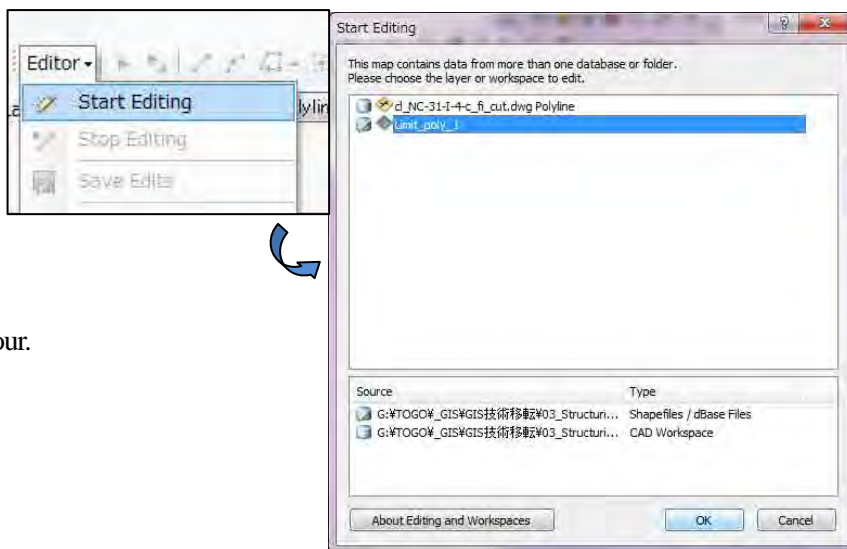 Editor
Start Editing
Stop Editing
Save Edits
our.
Start Editing
This map contains data from more than one database or folder.
Please choose the layer or workspace to edit.
d_NC-31-I-4-c_fi_cut.dwg Polyline
Limit_poly_1
Source Type
G:¥TOGO¥_GIS¥GIS技術移転¥03_Structuri... Shapefiles / dBase Files
G:¥TOGO¥_GIS¥GIS技術移転¥03_Structuri... CAD Workspace
About Editing and Workspaces OK Cancel